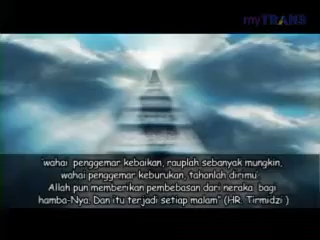 myTRANS
"wahai penggemar kebaikan, rauplah sebanyak mungkin,
wahai penggemar keburukan, tahanlah dirimu.
Allah pun memberikan pembebasan dari neraka bagi
hamba-Nya. Dan itu terjadi setiap malam" (HR. Tirmidzi )